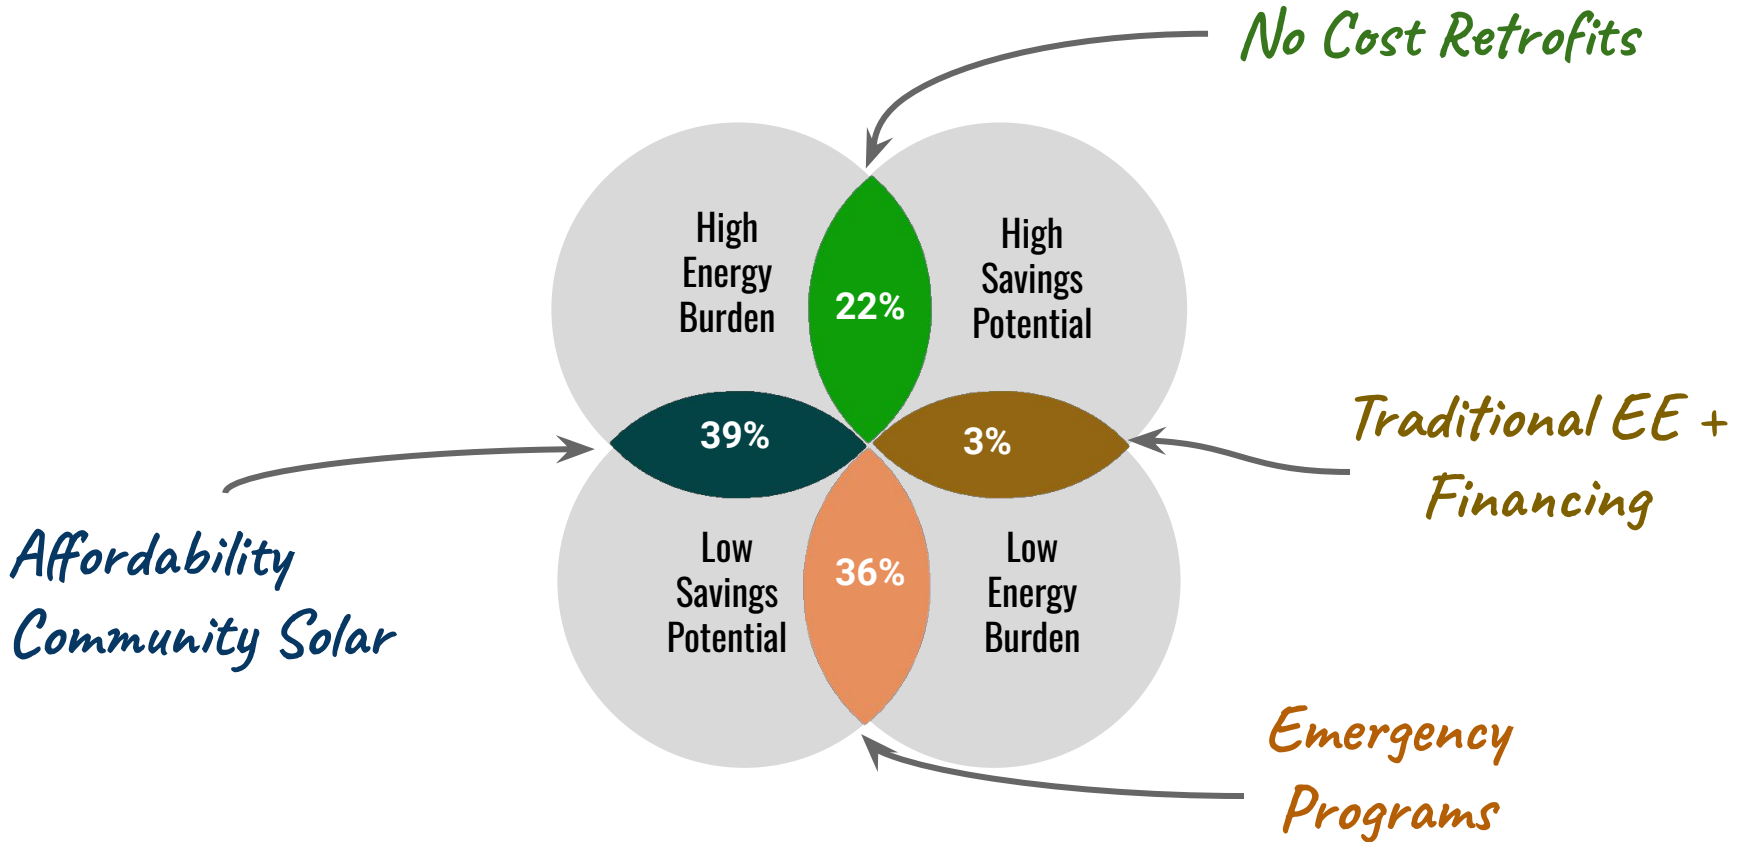 No Cost Retrofits
High
Energy
Burden
High
Savings
Potential
22%
39%
3%
Traditional EE +
Financing
Affordability
Community Solar
Low
Savings
Potential
36%
Low
Energy
Burden
Emergency
Programs